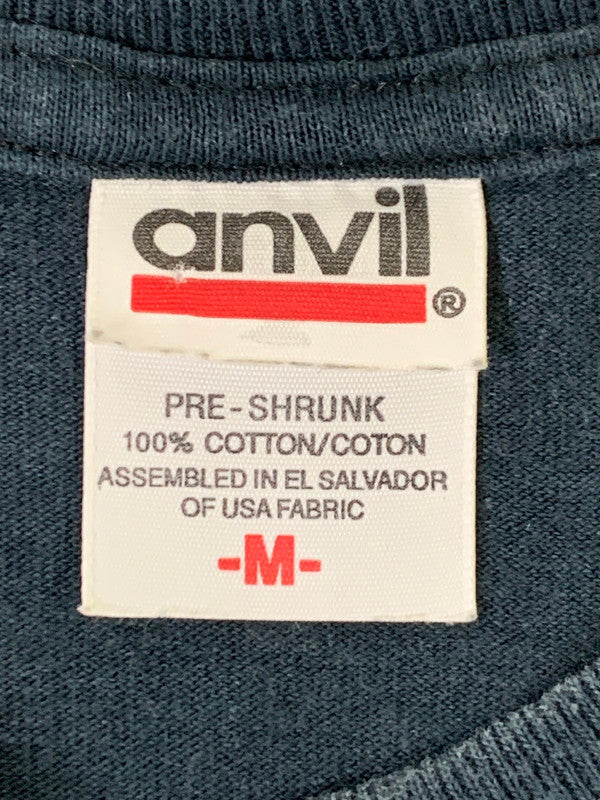 anvil ®
PRE-SHRUNK
100% COTTON/COTON
ASSEMBLED IN EL SALVADOR
OF USA FABRIC
-M-